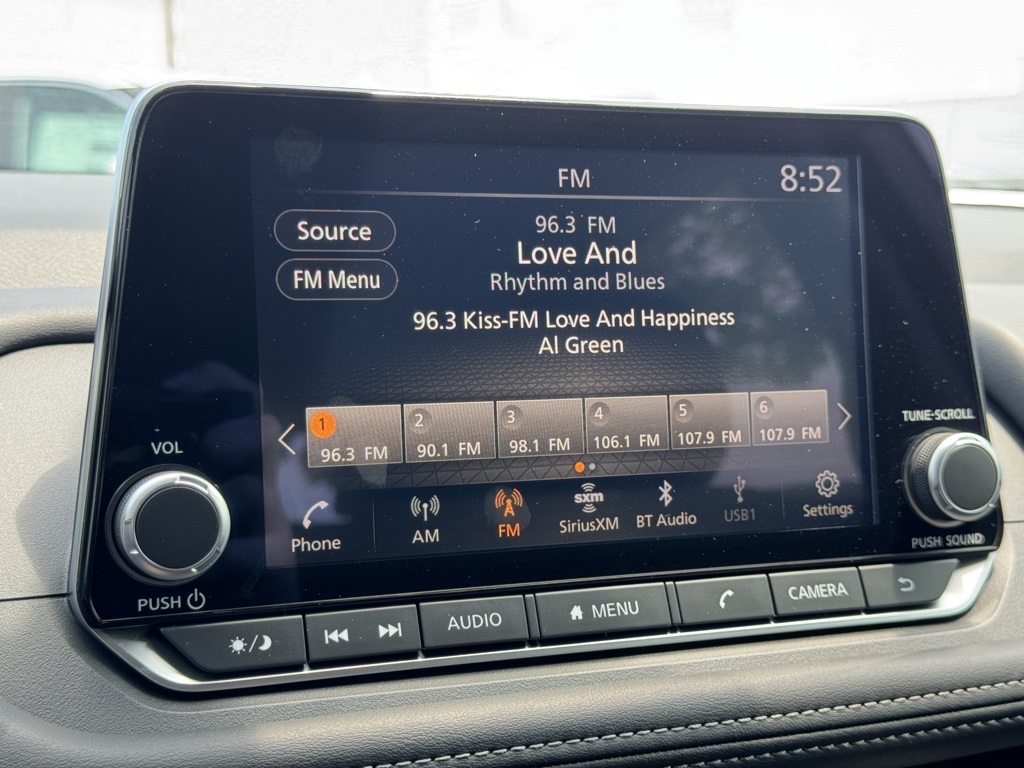 FM
8:52
Source
FM Menu
96.3 FM
Love And
Rhythm and Blues
96.3 Kiss-FM Love And Happiness
Al Green
1
96.3 FM
2
90.1 FM
3
98.1 FM
4
106.1 FM
5
107.9 FM
6
107.9 FM
Phone
AM
FM
sxm
SiriusXM
BT Audio
USB1
Settings
VOL
PUSH
TUNE·SCROLL
PUSH SOUND
AUDIO
MENU
CAMERA